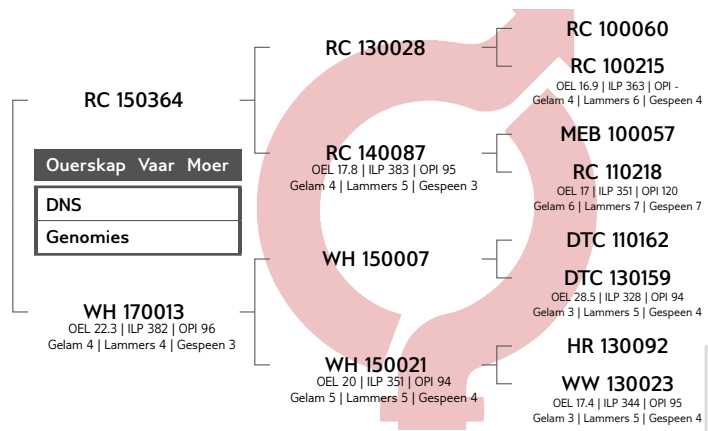 RC 150364
Ouerskap Vaar Moer
DNS
Genomies
WH 170013
OEL 22.3 | ILP 382 | OPI 96
Gelam 4 | Lammers 4 | Gespeen 3
RC 130028
RC 140087
OEL 17.8 | ILP 383 | OPI 95
Gelam 4 | Lammers 5 | Gespeen 3
WH 150007
WH 150021
OEL 20 | ILP 351 | OPI 94
Gelam 5 | Lammers 5 | Gespeen 4
RC 100060
RC 100215
OEL 16.9 | ILP 363 | OPI -
Gelam 4 | Lammers 6 | Gespeen 4
MEB 100057
RC 110218
OEL 17 | ILP 351 | OPI 120
Gelam 6 | Lammers 7 | Gespeen 7
DTC 110162
DTC 130159
OEL 28.5 | ILP 328 | OPI 94
Gelam 3 | Lammers 5 | Gespeen 4
HR 130092
WW 130023
OEL 17.4 | ILP 344 | OPI 95
Gelam 3 | Lammers 5 | Gespeen 4